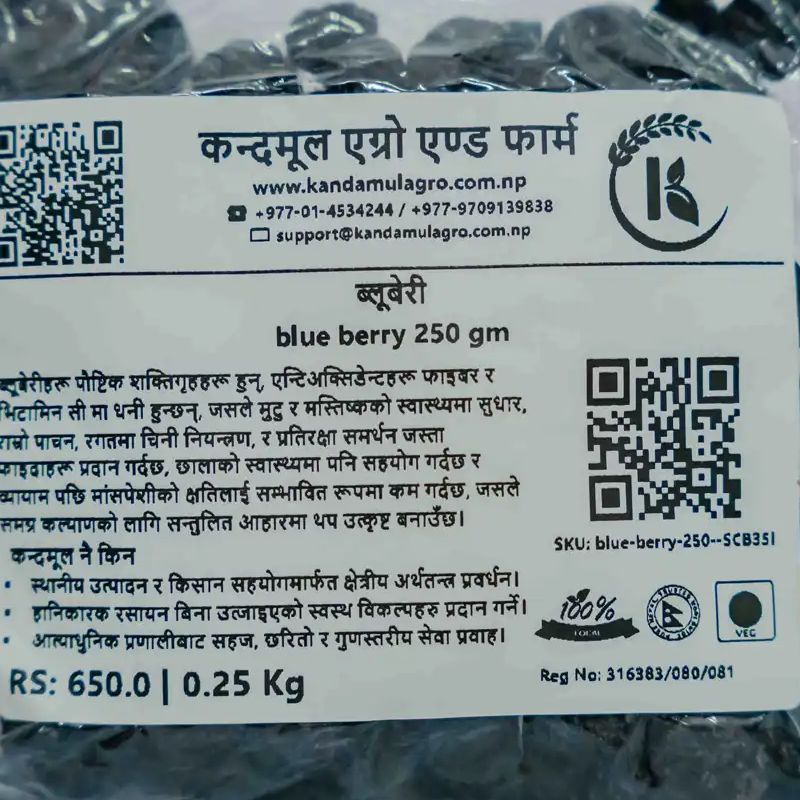 कन्दमूल एग्रो एण्ड फार्म
www.kandamulagro.com.np
+977-01-4534244 / +977-9709139838
support@kandamulagro.com.np
ब्लूबेरी
blue berry 250 gm
ब्लूबेरीहरू पौष्टिक शक्तिगृहहरू हुन्, एन्टिअक्सिडेन्टहरू फाइबर र
भिटामिन सी मा धनी हुन्छन्, जसले मुटु र मस्तिष्कको स्वास्थ्यमा सुधार,
राम्रो पाचन, रगतमा चिनी नियन्त्रण, र प्रतिरक्षा समर्थन जस्ता
फाइदाहरू प्रदान गर्दछ, छालाको स्वास्थ्यमा पनि सहयोग गर्दछ र
व्यायाम पछि मांसपेशीको क्षतिलाई सम्भावित रूपमा कम गर्दछ, जसले
समग्र कल्याणको लागि सन्तुलित आहारमा थप उत्कृष्ट बनाउँछ।
SKU: blue-berry-250--SCB35I
कन्दमूल नै किन
• स्थानीय उत्पादन र किसान सहयोगमार्फत क्षेत्रीय अर्थतन्त्र प्रवर्धन।
• हानिकारक रसायन बिना उब्जाइएको स्वस्थ विकल्पहरु प्रदान गर्ने।
• आत्याधुनिक प्रणालीबाट सहज, छरितो र गुणस्तरीय सेवा प्रवाह।
100%
LOCAL
VEG
RS: 650.0 | 0.25 Kg
Reg No: 316383/080/081